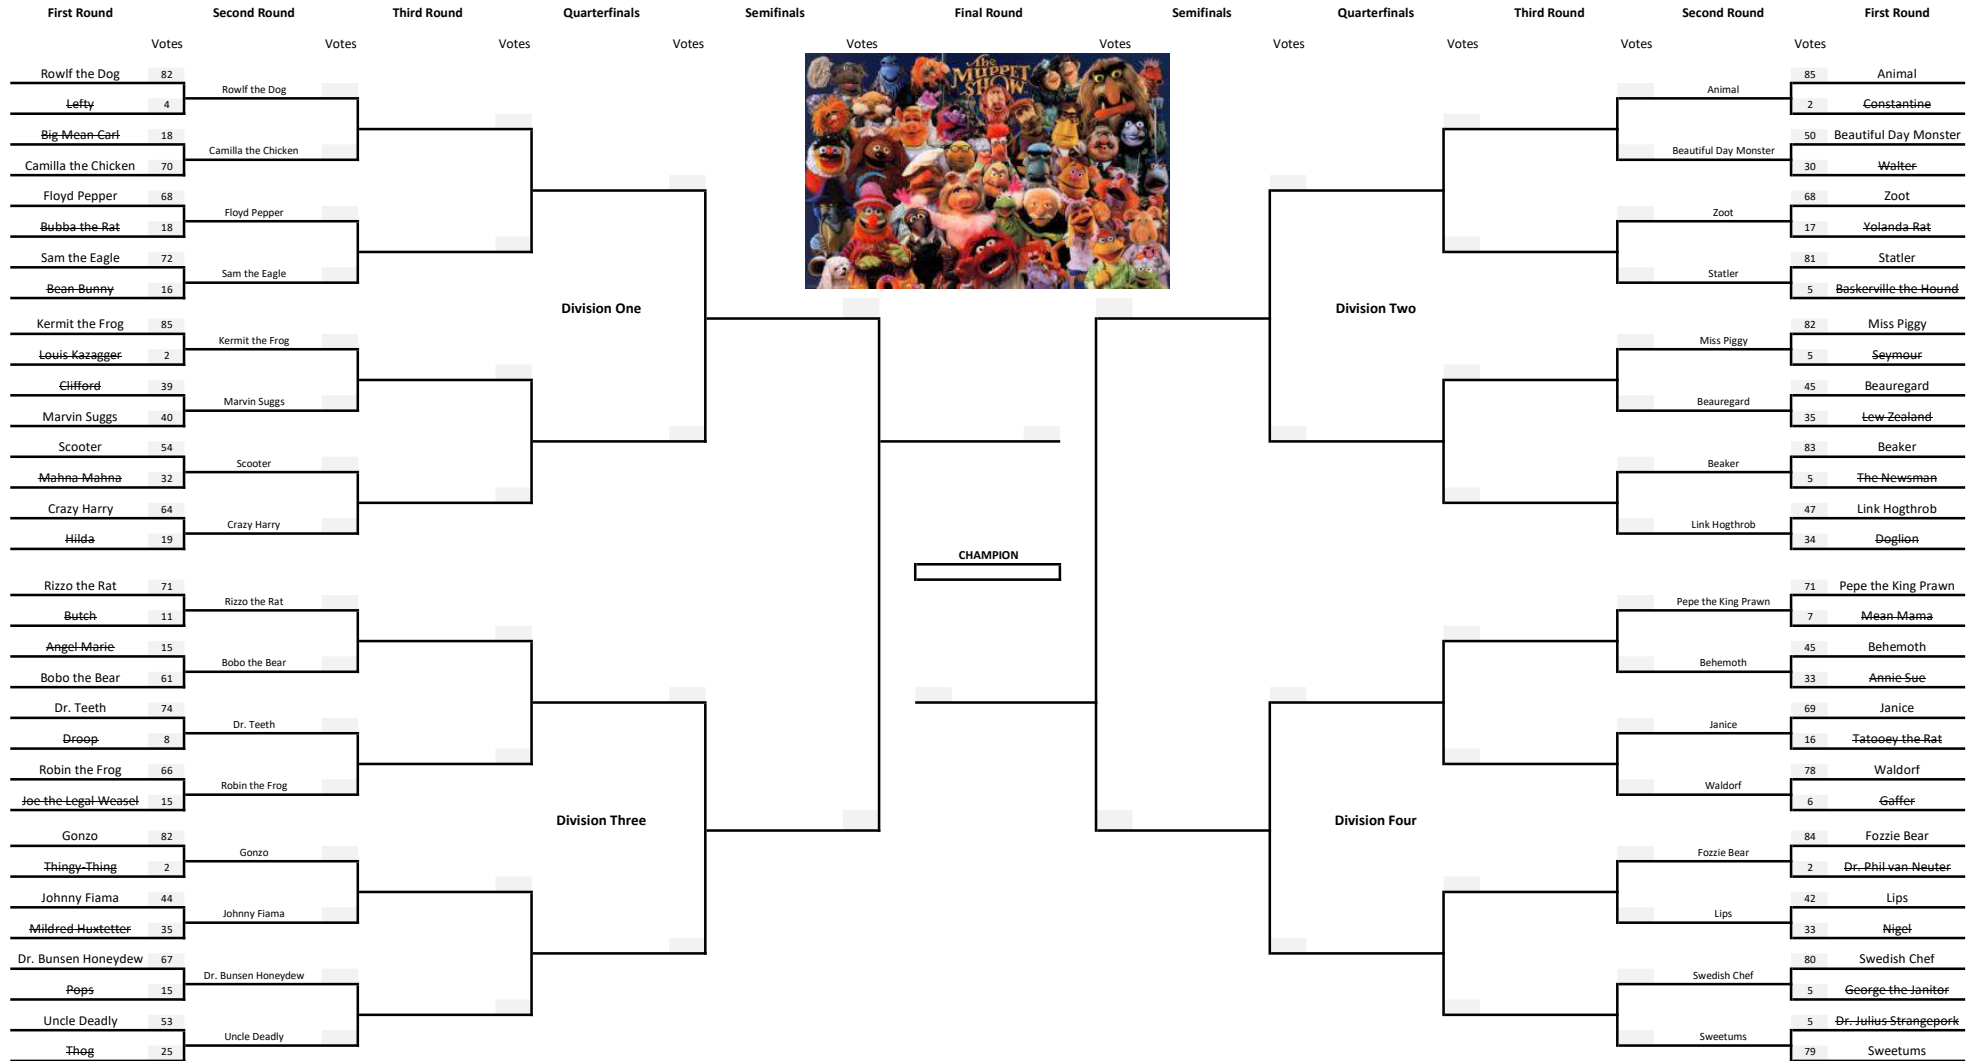 First Round Second Round Third Round Quarterfinals Semifinals Final Round Semifinals Quarterfinals Third Round Second Round First Round
Votes Votes Votes Votes Votes Votes Votes Votes Votes Votes
The
MUPPET
SHOW
Rowlf the Dog 82
Lefty 4
Big Mean Carl 18
Camilla the Chicken 70
Floyd Pepper 68
Bubba the Rat 18
Sam the Eagle 72
Bean Bunny 16
Kermit the Frog 85
Louis Kazagger 2
Clifford 39
Marvin Suggs 40
Scooter 54
Mahna Mahna 32
Crazy Harry 64
Hilda 19
Rizzo the Rat 71
Butch 11
Angel Marie 15
Bobo the Bear 61
Dr. Teeth 74
Droop 8
Robin the Frog 66
Joe the Legal Weasel 15
Gonzo 82
Thingy-Thing 2
Johnny Fiama 44
Mildred Huxtetter 35
Dr. Bunsen Honeydew 67
Pops 15
Uncle Deadly 53
Thog 25
Rowlf the Dog
Camilla the Chicken
Floyd Pepper
Sam the Eagle
Kermit the Frog
Marvin Suggs
Scooter
Crazy Harry
Rizzo the Rat
Bobo the Bear
Dr. Teeth
Robin the Frog
Gonzo
Johnny Fiama
Dr. Bunsen Honeydew
Uncle Deadly
Division One
Division Three
CHAMPION
Division Two
Division Four
Animal
Beautiful Day Monster
Zoot
Statler
Miss Piggy
Beauregard
Beaker
Link Hogthrob
Pepe the King Prawn
Behemoth
Janice
Waldorf
Fozzie Bear
Lips
Swedish Chef
Sweetums
85 Animal
2 Constantine
50 Beautiful Day Monster
30 Walter
68 Zoot
17 Yolanda Rat
81 Statler
5 Baskerville the Hound
82 Miss Piggy
5 Seymour
45 Beauregard
35 Lew Zealand
83 Beaker
5 The Newsman
47 Link Hogthrob
34 Doglion
71 Pepe the King Prawn
7 Mean Mama
45 Behemoth
33 Annie Sue
69 Janice
16 Tatooey the Rat
78 Waldorf
6 Gaffer
84 Fozzie Bear
2 Dr. Phil van Neuter
42 Lips
33 Nigel
80 Swedish Chef
5 George the Janitor
5 Dr. Julius Strangepork
79 Sweetums